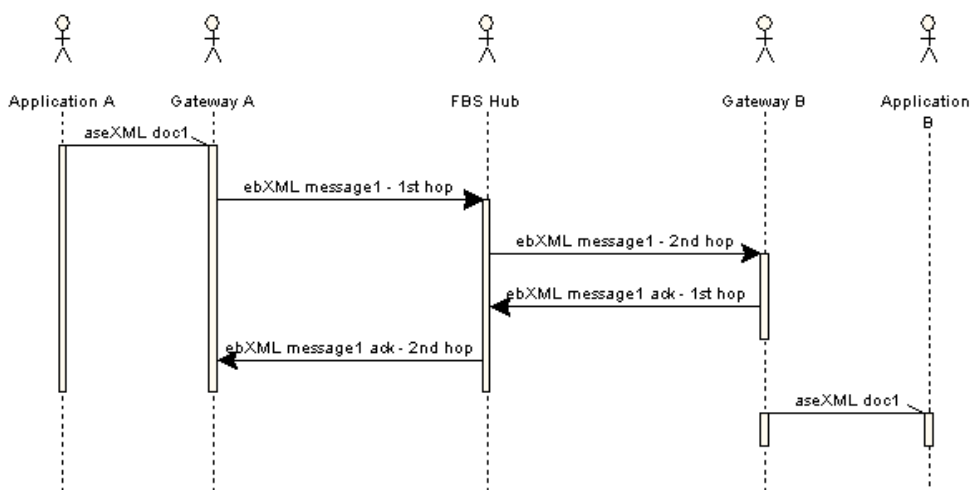 Application A
Gateway A
FBS Hub
Gateway B
Application
B
aseXML doc1
ebXML message1 - 1st hop
ebXML message1 - 2nd hop
ebXML message1 ack - 1st hop
ebXML message1 ack - 2nd hop
aseXML doc1